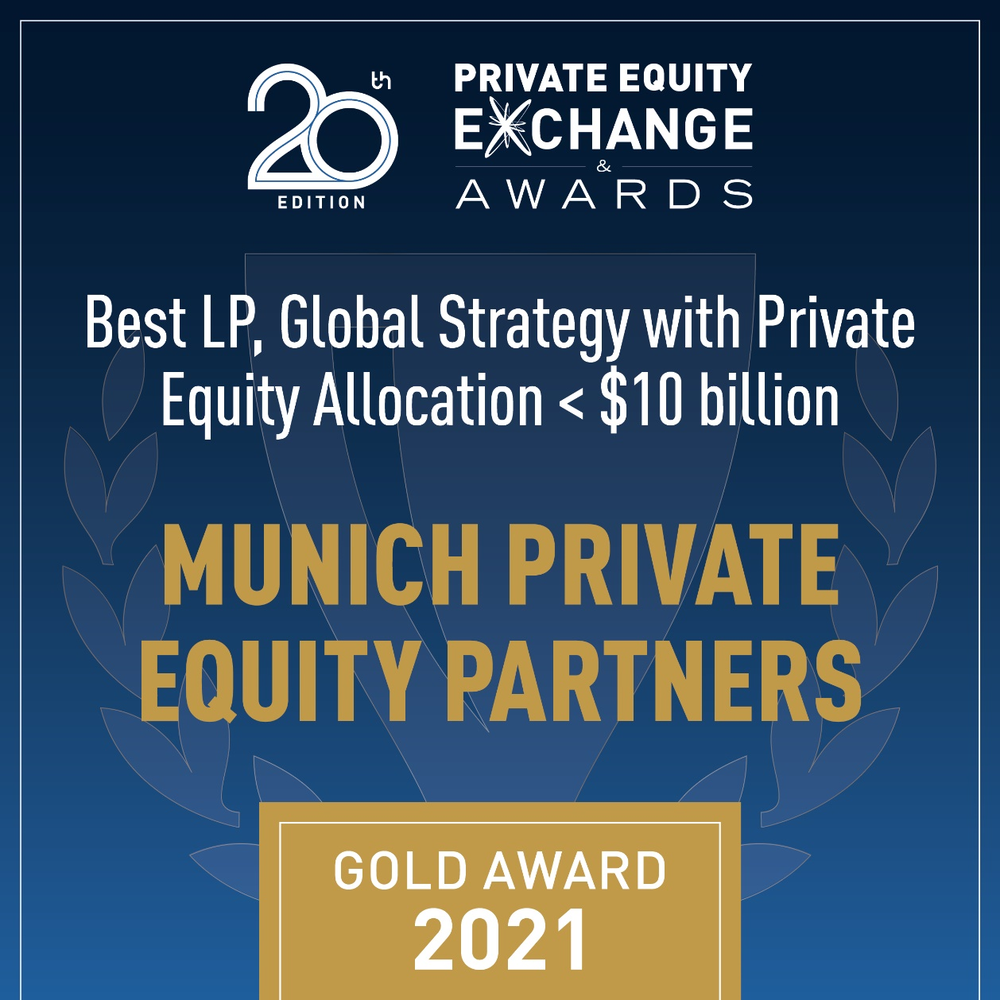 20th
EDITION
PRIVATE EQUITY
EXCHANGE
&
AWARDS
Best LP, Global Strategy with Private
Equity Allocation < $10 billion
MUNICH PRIVATE
EQUITY PARTNERS
GOLD AWARD
2021